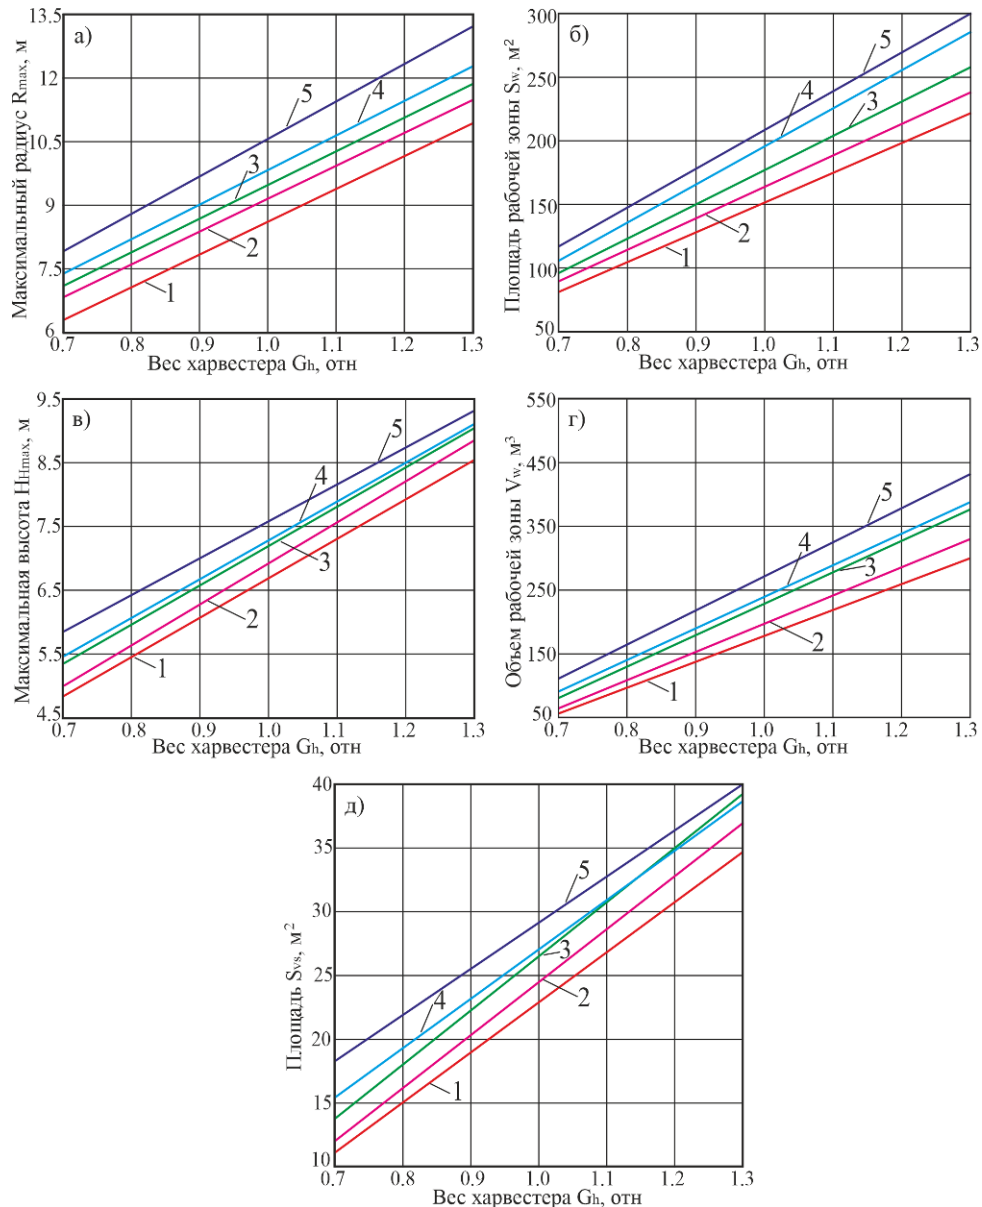 а)
Максимальный радиус Rmax, м
13.5
12
10.5
9
7.5
6
5
4
3
2
1
0.7 0.8 0.9 1.0 1.1 1.2 1.3
Вес харвестера Gh, отн
б)
Площадь рабочей зоны Sw, м²
300
250
200
150
100
50
5
4
3
2
1
0.7 0.8 0.9 1.0 1.1 1.2 1.3
Вес харвестера Gh, отн
в)
Максимальная высота HHmax, м
9.5
8.5
7.5
6.5
5.5
4.5
5
4
3
2
1
0.7 0.8 0.9 1.0 1.1 1.2 1.3
Вес харвестера Gh, отн
г)
Объем рабочей зоны Vw, м³
550
450
350
250
150
50
5
4
3
2
1
0.7 0.8 0.9 1.0 1.1 1.2 1.3
Вес харвестера Gh, отн
д)
Площадь Svs, м²
40
35
30
25
20
15
10
5
3
4
2
1
0.7 0.8 0.9 1.0 1.1 1.2 1.3
Вес харвестера Gh, отн